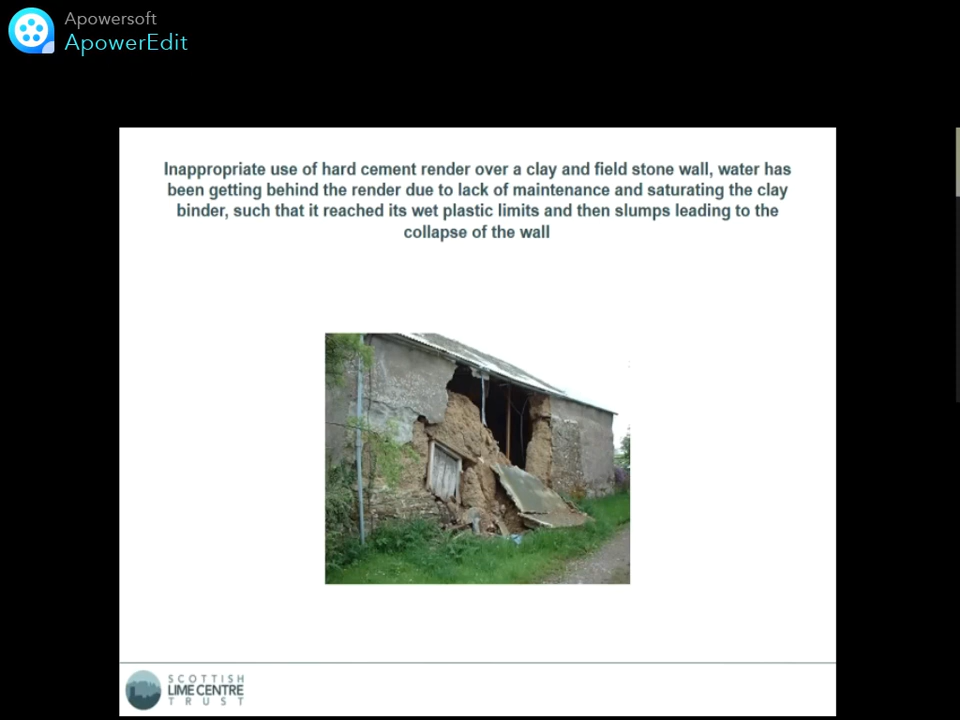 Apowersoft
ApowerEdit
Inappropriate use of hard cement render over a clay and field stone wall, water has
been getting behind the render due to lack of maintenance and saturating the clay
binder, such that it reached its wet plastic limits and then slumps leading to the
collapse of the wall
SCOTTISH
LIME CENTRE
TRUST